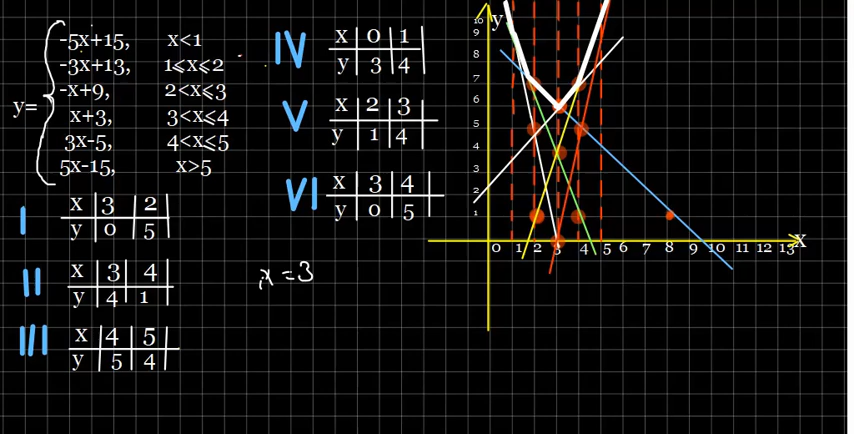 y=
-5x+15, x<1
-3x+13, 1⩽x⩽2
-x+9, 2<x⩽3
x+3, 3<x⩽4
3x-5, 4<x⩽5
5x-15, x>5
I
x 3 2
y 0 5
II
x 3 4
y 4 1
III
x 4 5
y 5 4
IV
x 0 1
y 3 4
V
x 2 3
y 1 4
VI
x 3 4
y 0 5
x=3
y
10
9
8
7
6
5
4
3
2
1
0 1 2 3 4 5 6 7 8 9 10 11 12 13 x